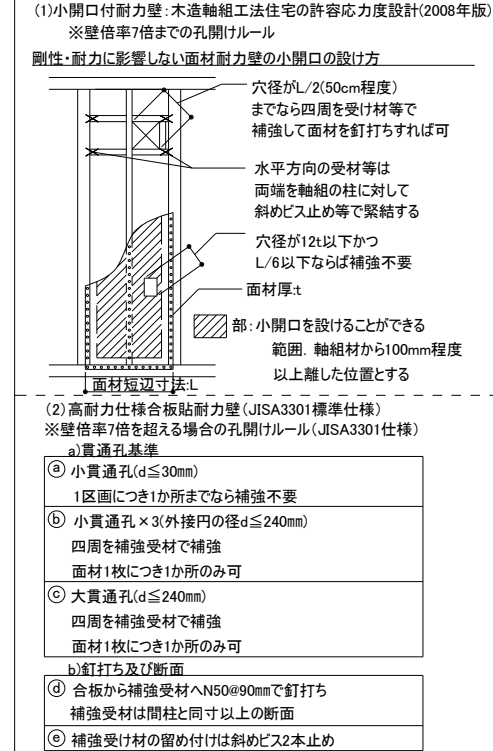 (1)小開口付耐力壁:木造軸組工法住宅の許容応力度設計(2008年版)
※壁倍率7倍までの孔開けルール
剛性・耐力に影響しない面材耐力壁の小開口の設け方
穴径がL/2(50cm程度)
までなら四周を受け材等で
補強して面材を釘打ちすれば可
水平方向の受材等は
両端を軸組の柱に対して
斜めビス止め等で緊結する
穴径が12t以下かつ
L/6以下ならば補強不要
面材厚:t
部:小開口を設けることができる
範囲. 軸組材から100mm程度
以上離した位置とする
面材短辺寸法:L
(2)高耐力仕様合板貼耐力壁(JISA3301標準仕様)
※壁倍率7倍を超える場合の孔開けルール(JISA3301仕様)
a)貫通孔基準
ⓐ 小貫通孔(d≦30㎜)
1区画につき1か所までなら補強不要
ⓑ 小貫通孔×3(外接円の径d≦240㎜)
四周を補強受材で補強
面材1枚につき1か所のみ可
ⓒ 大貫通孔(d≦240㎜)
四周を補強受材で補強
面材1枚につき1か所のみ可
b)釘打ち及び断面
ⓓ 合板から補強受材へN50@90㎜で釘打ち
補強受材は間柱と同寸以上の断面
ⓔ 補強受け材の留め付けは斜めビス2本止め